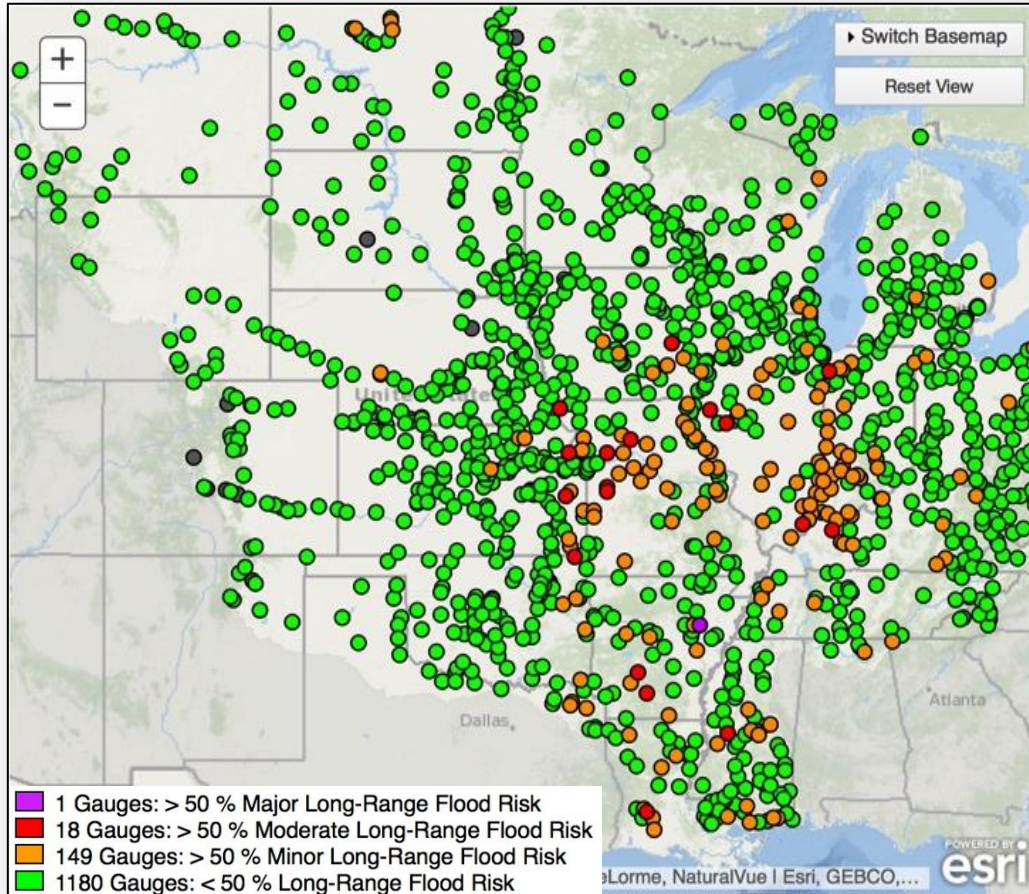 +
Switch Basemap
−
Reset View
United States
Dallas
Atlanta
1 Gauges: > 50 % Major Long-Range Flood Risk
18 Gauges: > 50 % Moderate Long-Range Flood Risk
149 Gauges: > 50 % Minor Long-Range Flood Risk
1180 Gauges: < 50 % Long-Range Flood Risk
POWERED BY
esri
eLorme, NaturalVue | Esri, GEBCO,...